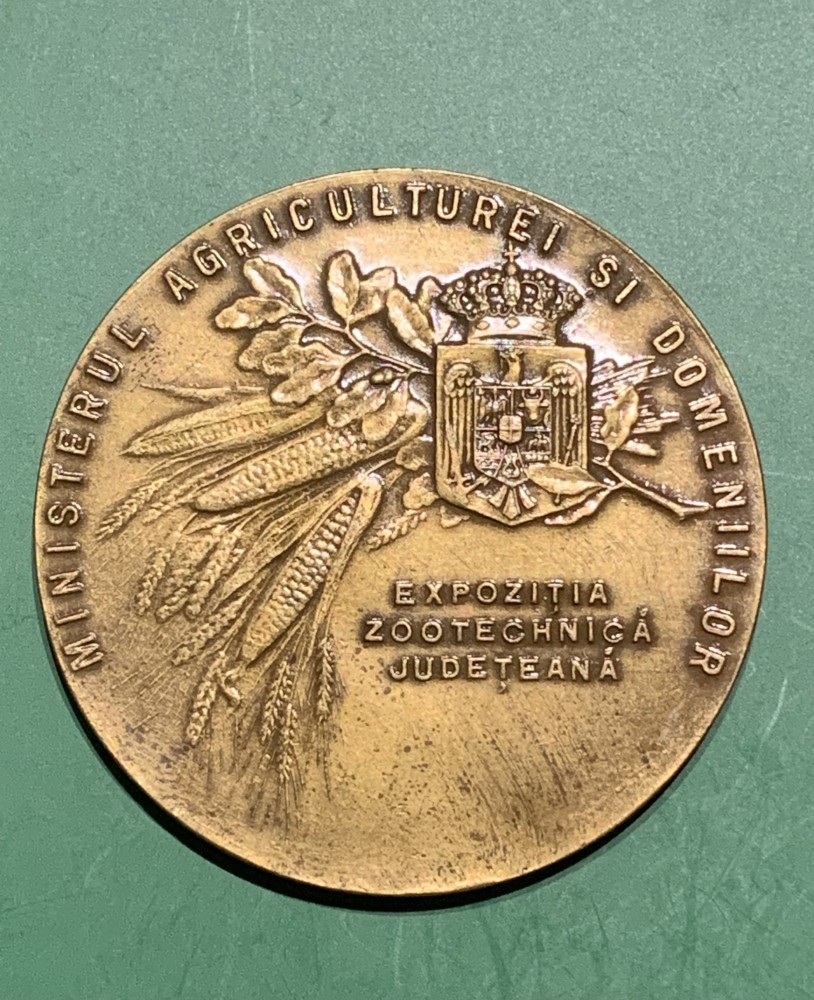 MINISTERUL AGRICULTUREI ȘI DOMENIILOR
EXPOZIȚIA
ZOOTECHNICĂ
JUDEȚEANĂ